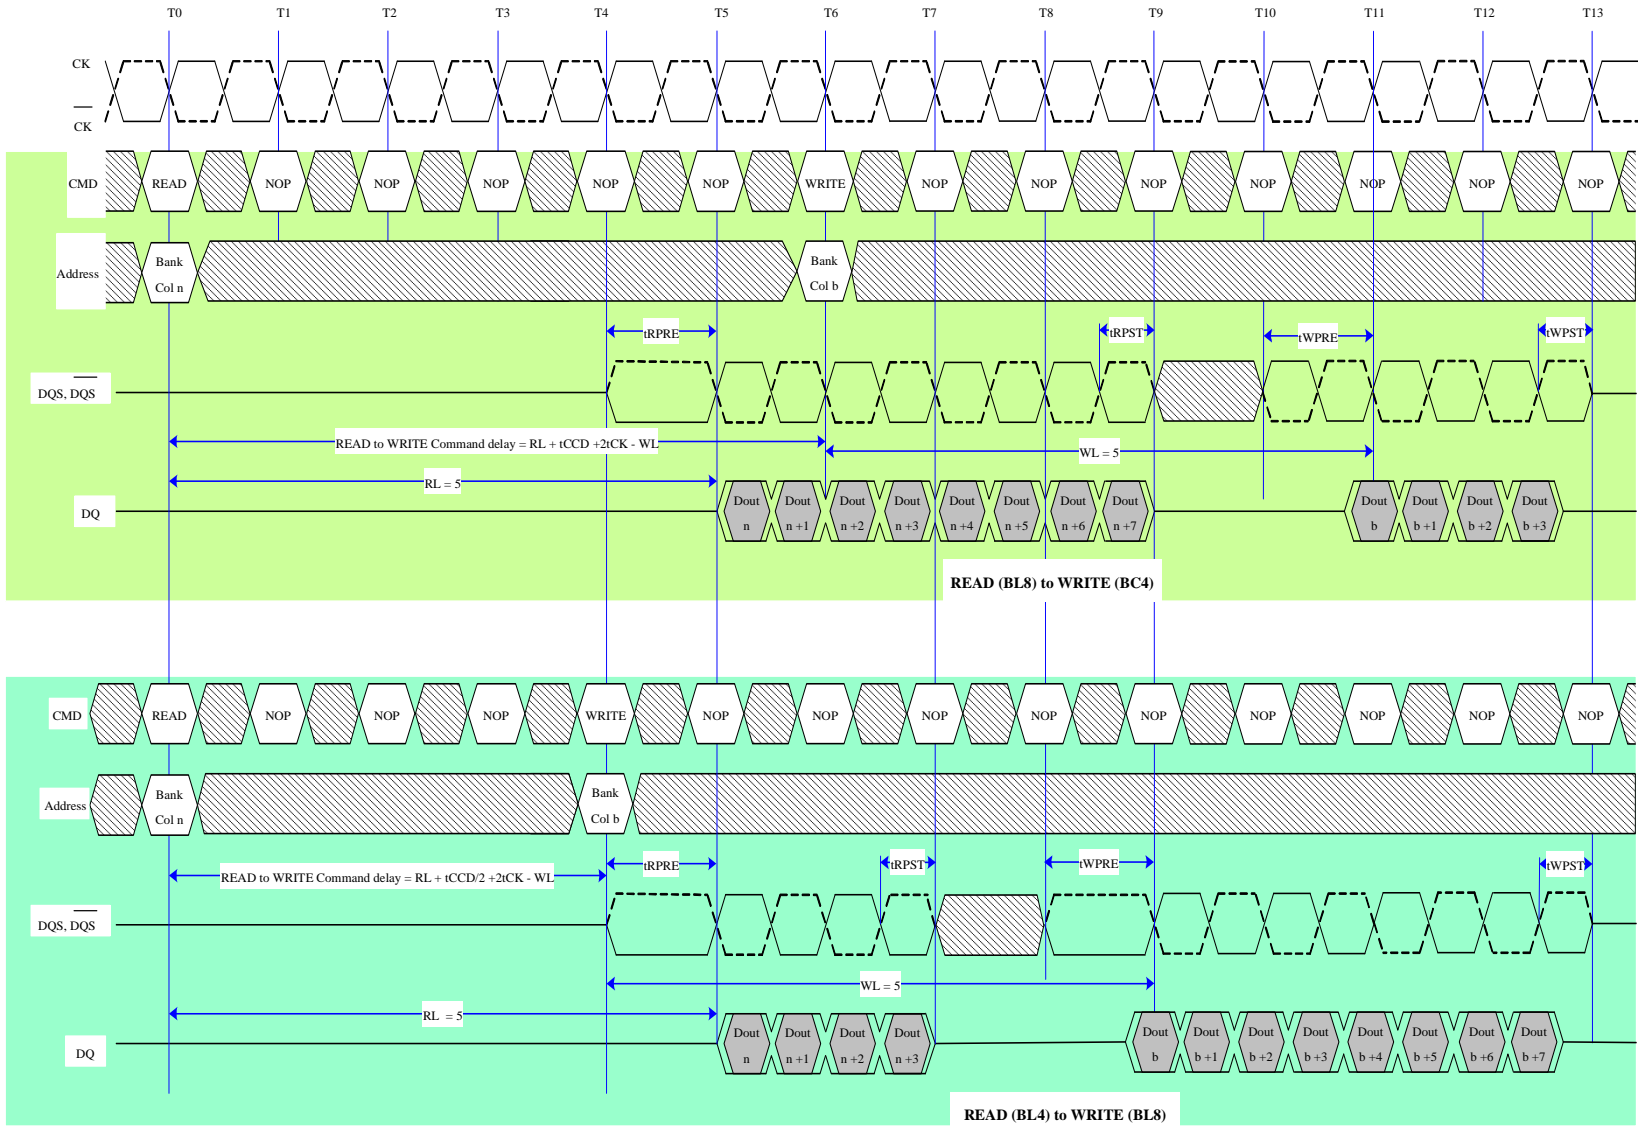 T0 T1 T2 T3 T4 T5 T6 T7 T8 T9 T10 T11 T12 T13
CK
CK
CMD READ NOP NOP NOP NOP NOP WRITE NOP NOP NOP NOP NOP NOP NOP
Bank Bank
Address
Col n Col b
tRPRE tRPST tWPRE tWPST
DQS, DQS
READ to WRITE Command delay = RL + tCCD +2tCK - WL
WL = 5
RL = 5
Dout Dout Dout Dout Dout Dout Dout Dout Dout Dout Dout Dout
DQ
n n +1 n +2 n +3 n +4 n +5 n +6 n +7 b b +1 b +2 b +3
READ (BL8) to WRITE (BC4)
CMD READ NOP NOP NOP WRITE NOP NOP NOP NOP NOP NOP NOP NOP NOP
Bank Bank
Address
Col n Col b
tRPRE tRPST tWPRE tWPST
READ to WRITE Command delay = RL + tCCD/2 +2tCK - WL
DQS, DQS
WL = 5
RL = 5
Dout Dout Dout Dout Dout Dout Dout Dout Dout Dout Dout Dout
DQ
n n +1 n +2 n +3 b b +1 b +2 b +3 b +4 b +5 b +6 b +7
READ (BL4) to WRITE (BL8)